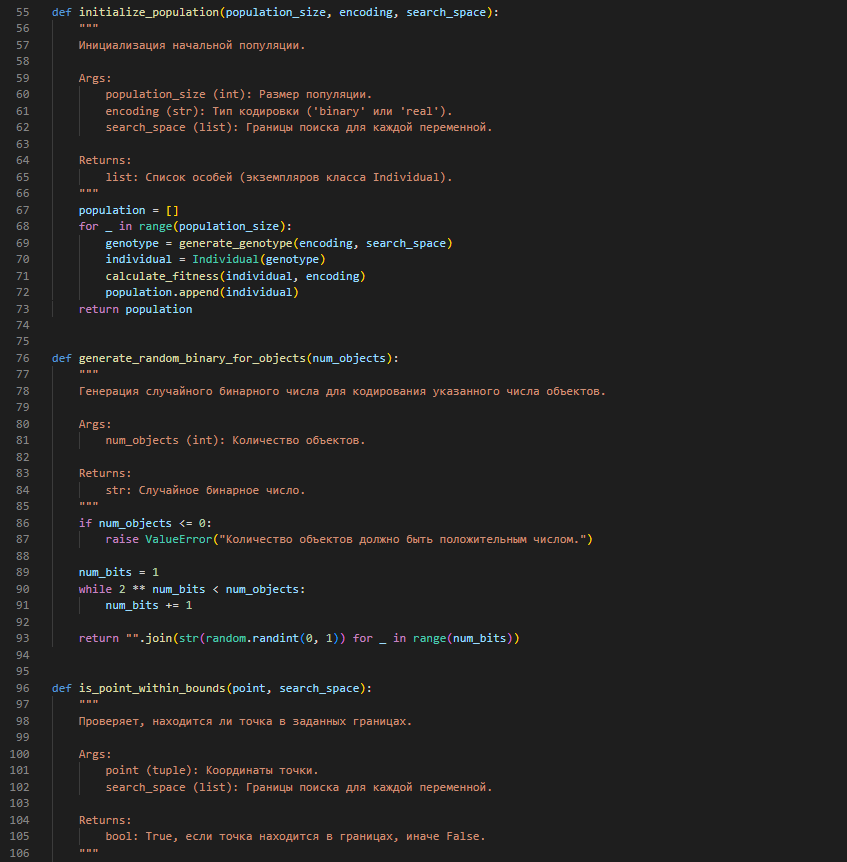 55 def initialize_population(population_size, encoding, search_space):
56 """
57 Инициализация начальной популяции.
58
59 Args:
60 population_size (int): Размер популяции.
61 encoding (str): Тип кодировки ('binary' или 'real').
62 search_space (list): Границы поиска для каждой переменной.
63
64 Returns:
65 list: Список особей (экземпляров класса Individual).
66 """
67 population = []
68 for _ in range(population_size):
69 genotype = generate_genotype(encoding, search_space)
70 individual = Individual(genotype)
71 calculate_fitness(individual, encoding)
72 population.append(individual)
73 return population
74
75
76 def generate_random_binary_for_objects(num_objects):
77 """
78 Генерация случайного бинарного числа для кодирования указанного числа объектов.
79
80 Args:
81 num_objects (int): Количество объектов.
82
83 Returns:
84 str: Случайное бинарное число.
85 """
86 if num_objects <= 0:
87 raise ValueError("Количество объектов должно быть положительным числом.")
88
89 num_bits = 1
90 while 2 ** num_bits < num_objects:
91 num_bits += 1
92
93 return "".join(str(random.randint(0, 1)) for _ in range(num_bits))
94
95
96 def is_point_within_bounds(point, search_space):
97 """
98 Проверяет, находится ли точка в заданных границах.
99
100 Args:
101 point (tuple): Координаты точки.
102 search_space (list): Границы поиска для каждой переменной.
103
104 Returns:
105 bool: True, если точка находится в границах, иначе False.
106 """